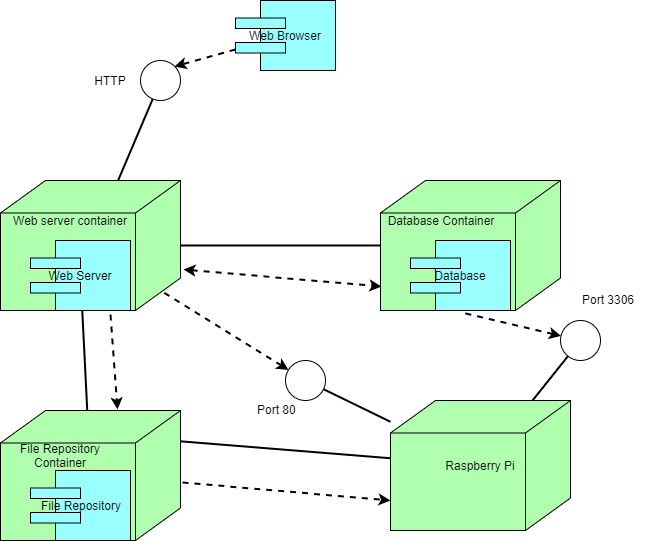 Web Browser
HTTP
Web server container
Database Container
Web Server
Database
Port 3306
Port 80
File Repository
Container
Raspberry Pi
File Repository